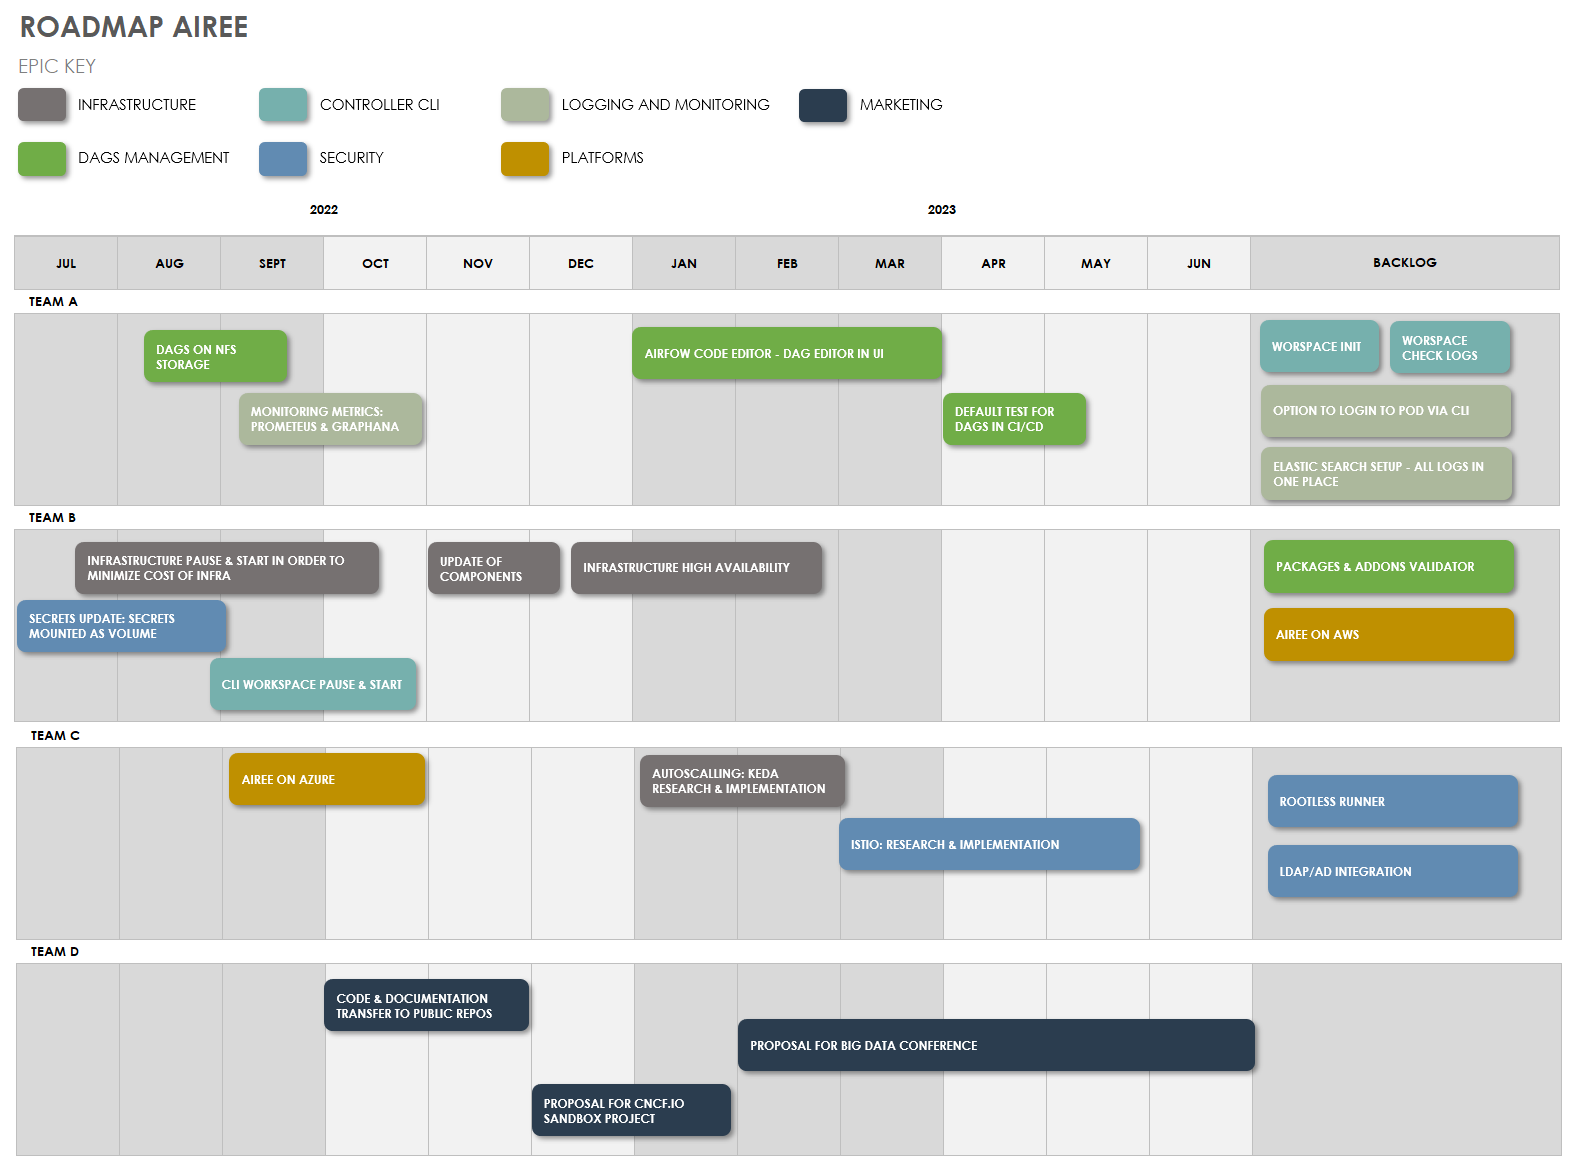 ROADMAP AIREE
EPIC KEY
INFRASTRUCTURE
CONTROLLER CLI
LOGGING AND MONITORING
MARKETING
DAGS MANAGEMENT
SECURITY
PLATFORMS
2022
2023
JUL
AUG
SEPT
OCT
NOV
DEC
JAN
FEB
MAR
APR
MAY
JUN
BACKLOG
TEAM A
DAGS ON NFS
STORAGE
MONITORING METRICS:
PROMETEUS & GRAPHANA
AIRFOW CODE EDITOR - DAG EDITOR IN UI
DEFAULT TEST FOR
DAGS IN CI/CD
WORSPACE INIT
WORSPACE
CHECK LOGS
OPTION TO LOGIN TO POD VIA CLI
ELASTIC SEARCH SETUP - ALL LOGS IN
ONE PLACE
TEAM B
INFRASTRUCTURE PAUSE & START IN ORDER TO
MINIMIZE COST OF INFRA
UPDATE OF
COMPONENTS
INFRASTRUCTURE HIGH AVAILABILITY
SECRETS UPDATE: SECRETS
MOUNTED AS VOLUME
CLI WORKSPACE PAUSE & START
PACKAGES & ADDONS VALIDATOR
AIREE ON AWS
TEAM C
AIREE ON AZURE
AUTOSCALLING: KEDA
RESEARCH & IMPLEMENTATION
ISTIO: RESEARCH & IMPLEMENTATION
ROOTLESS RUNNER
LDAP/AD INTEGRATION
TEAM D
CODE & DOCUMENTATION
TRANSFER TO PUBLIC REPOS
PROPOSAL FOR BIG DATA CONFERENCE
PROPOSAL FOR CNCF.IO
SANDBOX PROJECT